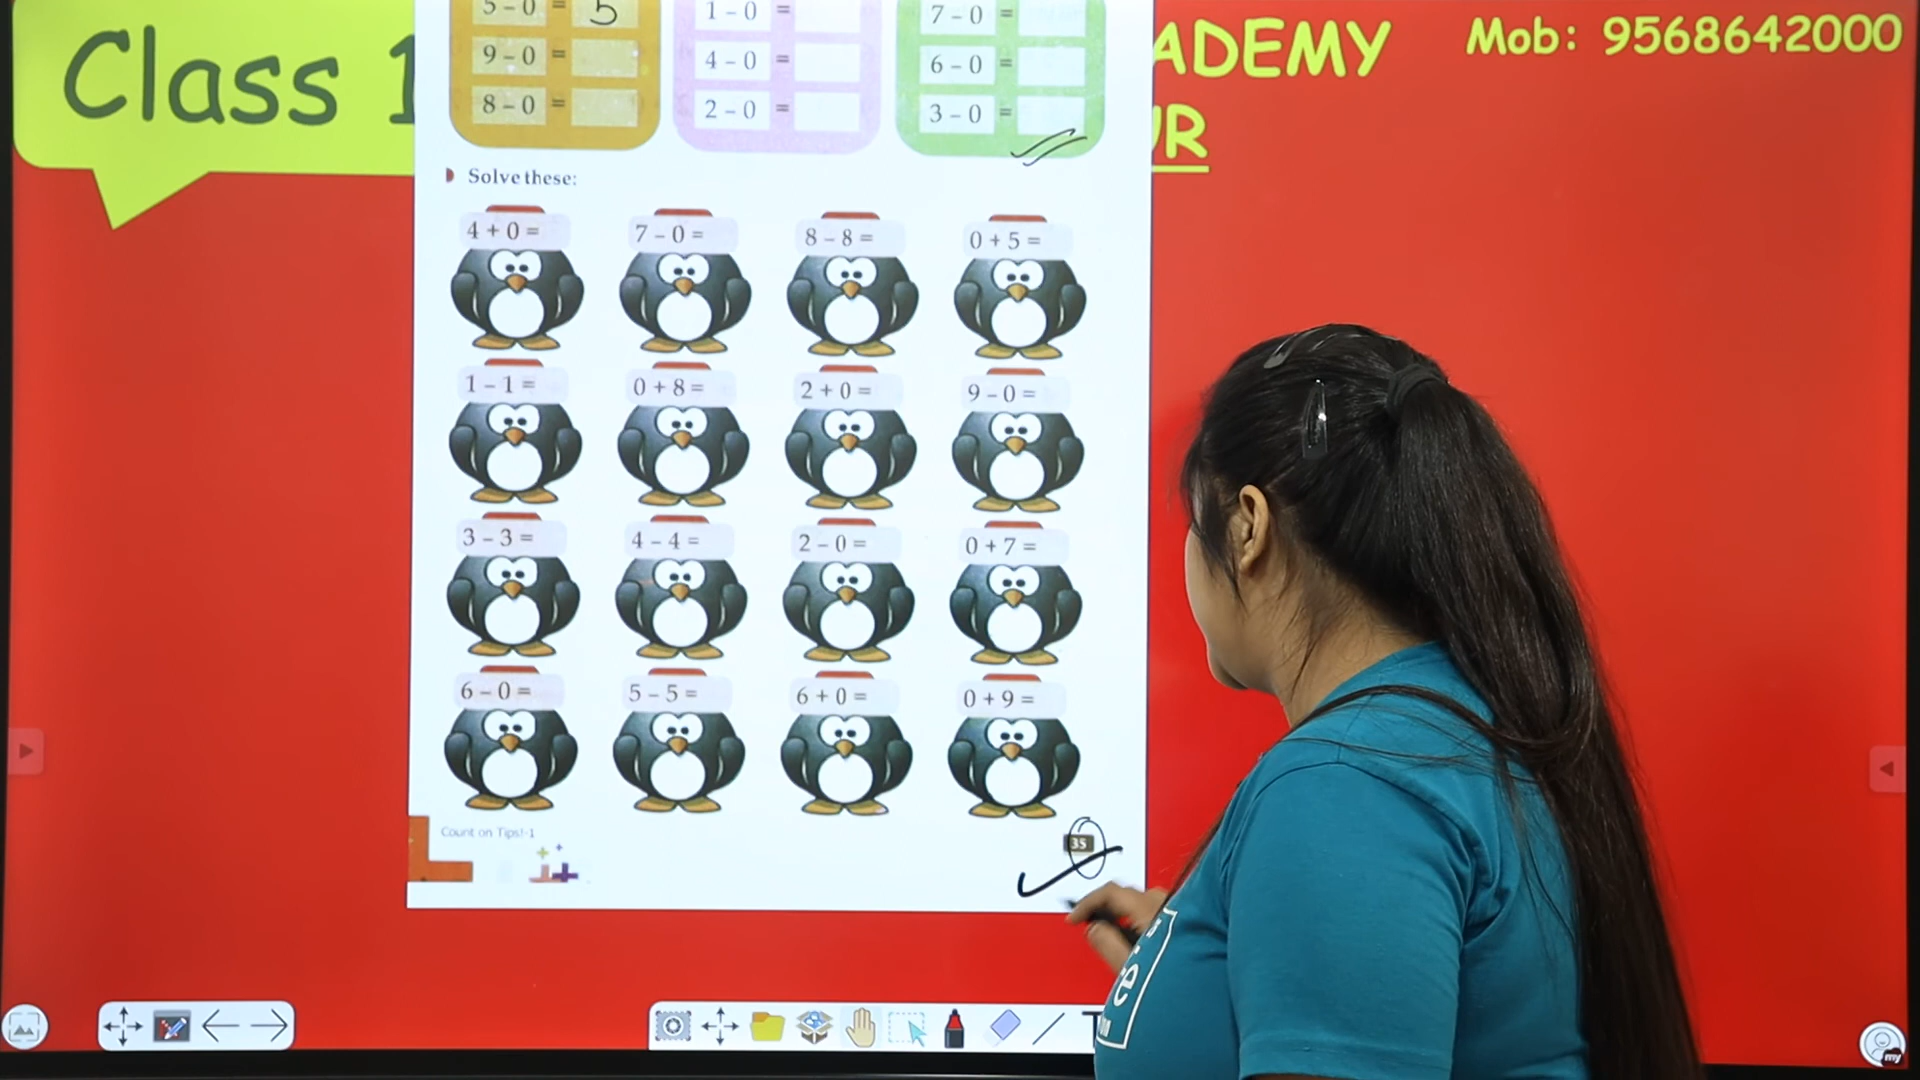 Class 1
ADEMY
Mob: 9568642000
UR
5 – 0 = 5
1 – 0 =
7 – 0 =
9 – 0 =
4 – 0 =
6 – 0 =
8 – 0 =
2 – 0 =
3 – 0 =
Solve these:
4 + 0 =
7 – 0 =
8 – 8 =
0 + 5 =
1 – 1 =
0 + 8 =
2 + 0 =
9 – 0 =
3 – 3 =
4 – 4 =
2 – 0 =
0 + 7 =
6 – 0 =
5 – 5 =
6 + 0 =
0 + 9 =
Count on Tips!-1
35
my